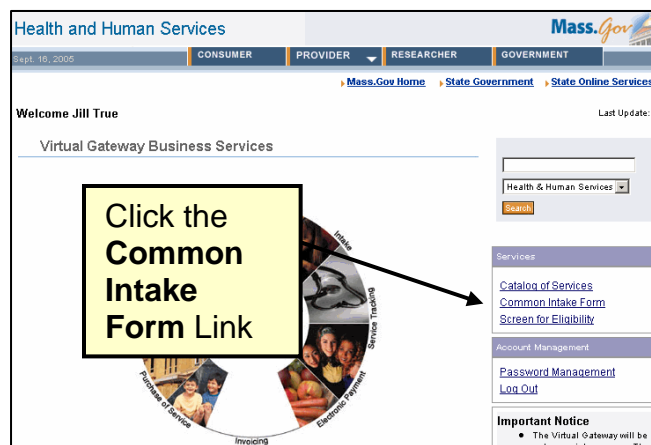 Health and Human Services
Mass.Gov
Sept. 16, 2005
CONSUMER PROVIDER RESEARCHER GOVERNMENT
Mass.Gov Home State Government State Online Services
Welcome Jill True
Last Update:
Virtual Gateway Business Services
Health & Human Services
Search
Click the
Common
Intake
Form Link
Intake
Service Tracking
Electronic Payment
Invoicing
Purchase of Service
Services
Catalog of Services
Common Intake Form
Screen for Eligibility
Account Management
Password Management
Log Out
Important Notice
• The Virtual Gateway will be